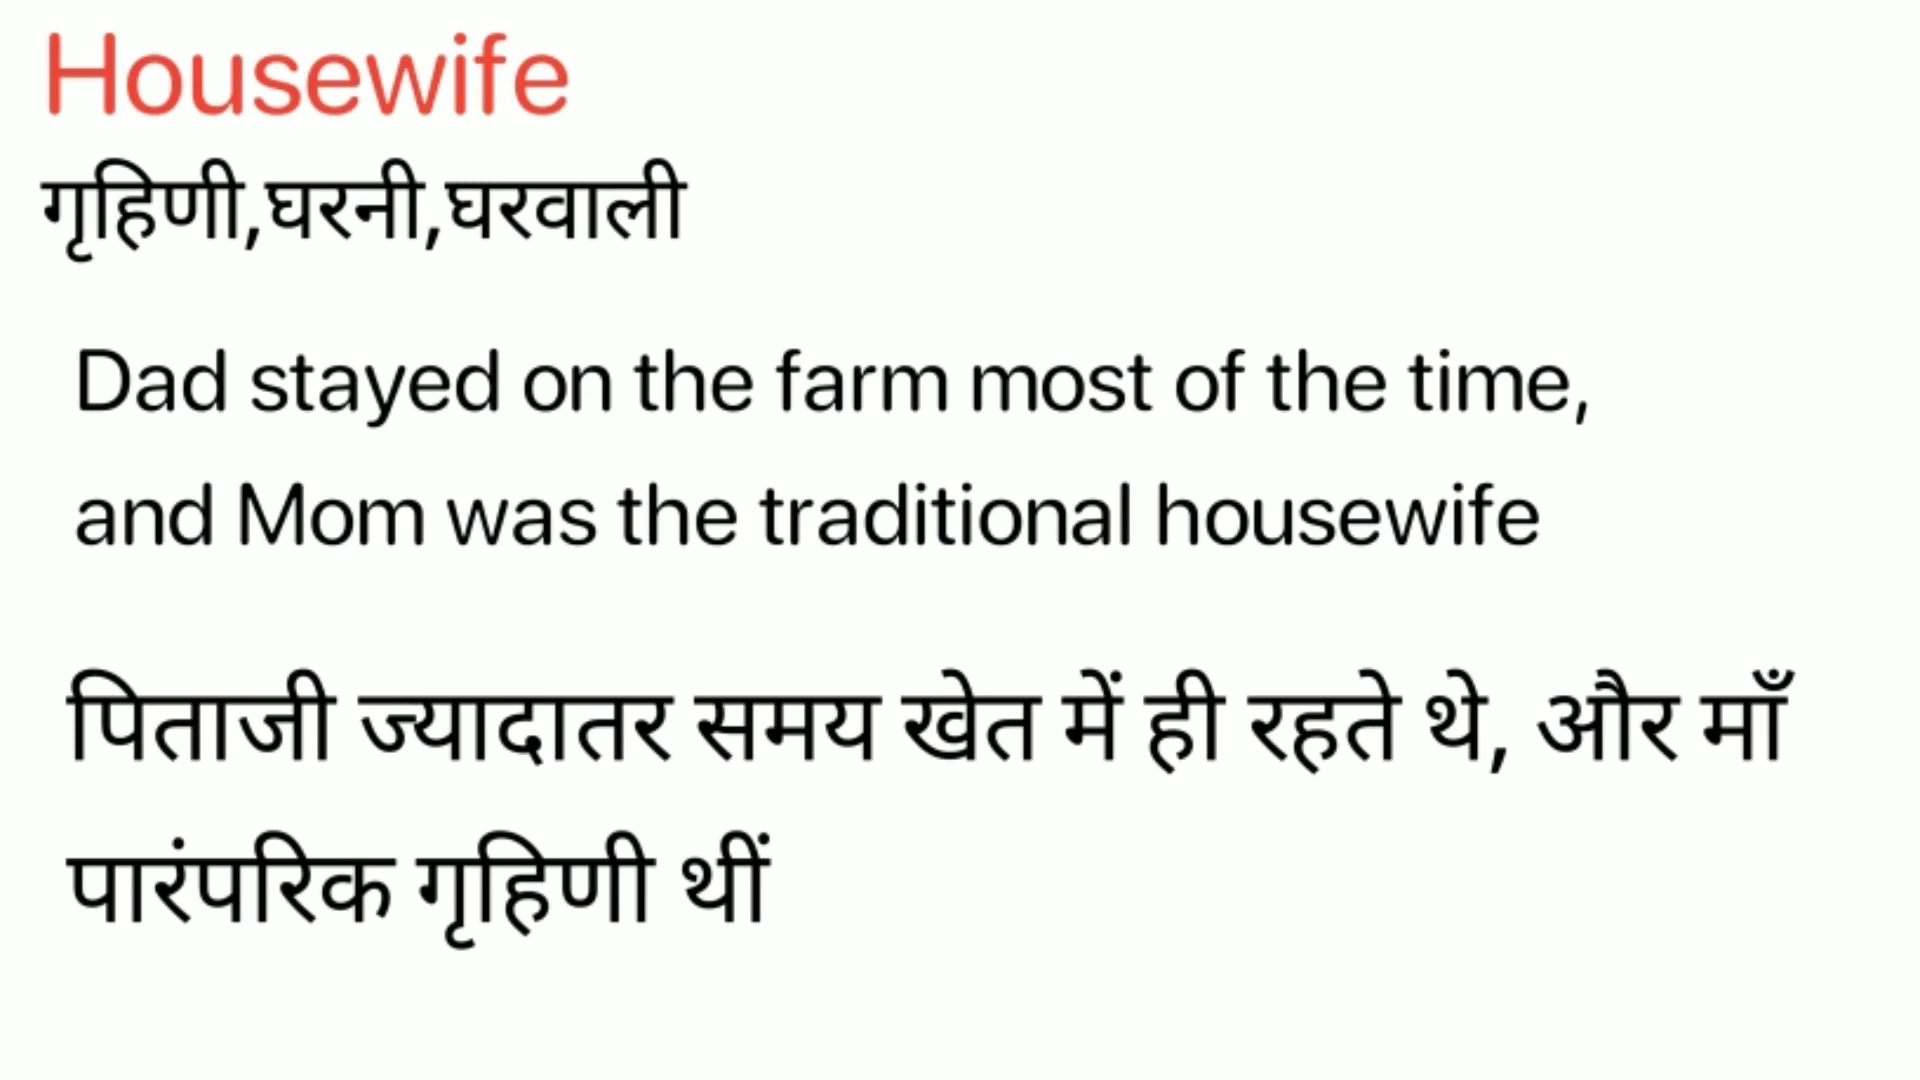 Housewife
गृहिणी,घरनी,घरवाली
Dad stayed on the farm most of the time,
and Mom was the traditional housewife
पिताजी ज्यादातर समय खेत में ही रहते थे, और माँ
पारंपरिक गृहिणी थीं